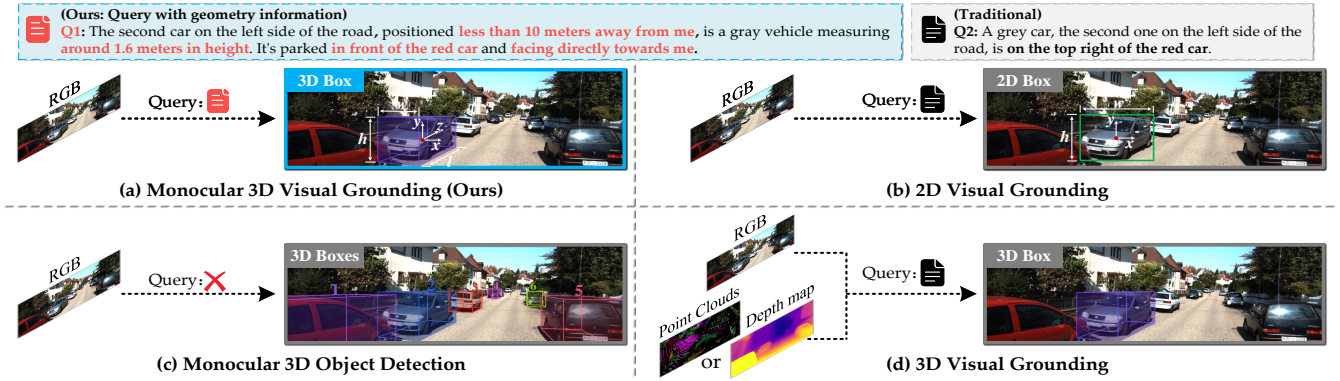 (Ours: Query with geometry information)
Q1: The second car on the left side of the road, positioned less than 10 meters away from me, is a gray vehicle measuring
around 1.6 meters in height. It's parked in front of the red car and facing directly towards me.
(Traditional)
Q2: A grey car, the second one on the left side of the
road, is on the top right of the red car.
RGB
Query:
3D Box
h
y
z
x
(a) Monocular 3D Visual Grounding (Ours)
RGB
Query:
2D Box
h
y
x
(b) 2D Visual Grounding
RGB
Query:
3D Boxes
1
5
6
(c) Monocular 3D Object Detection
RGB
Point Clouds
or
Depth map
Query:
3D Box
(d) 3D Visual Grounding